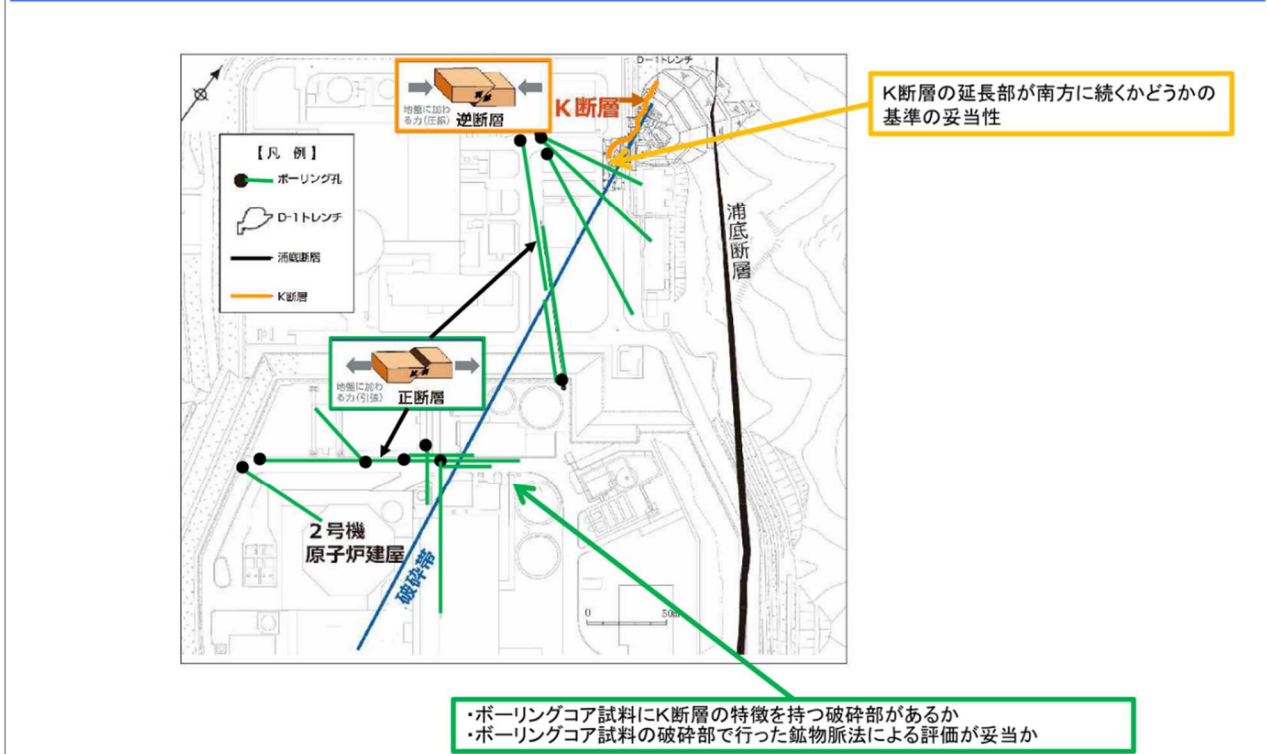 D-1トレンチ
地盤に加わ
る力(圧縮)
逆断層
K断層
K断層の延長部が南方に続くかどうかの
基準の妥当性
【凡 例】
ボーリング孔
D-1トレンチ
浦底断層
K断層
浦底断層
地盤に加わ
る力(引張)
正断層
2号機
原子炉建屋
破砕帯
0 50m
・ボーリングコア試料にK断層の特徴を持つ破砕部があるか
・ボーリングコア試料の破砕部で行った鉱物脈法による評価が妥当か